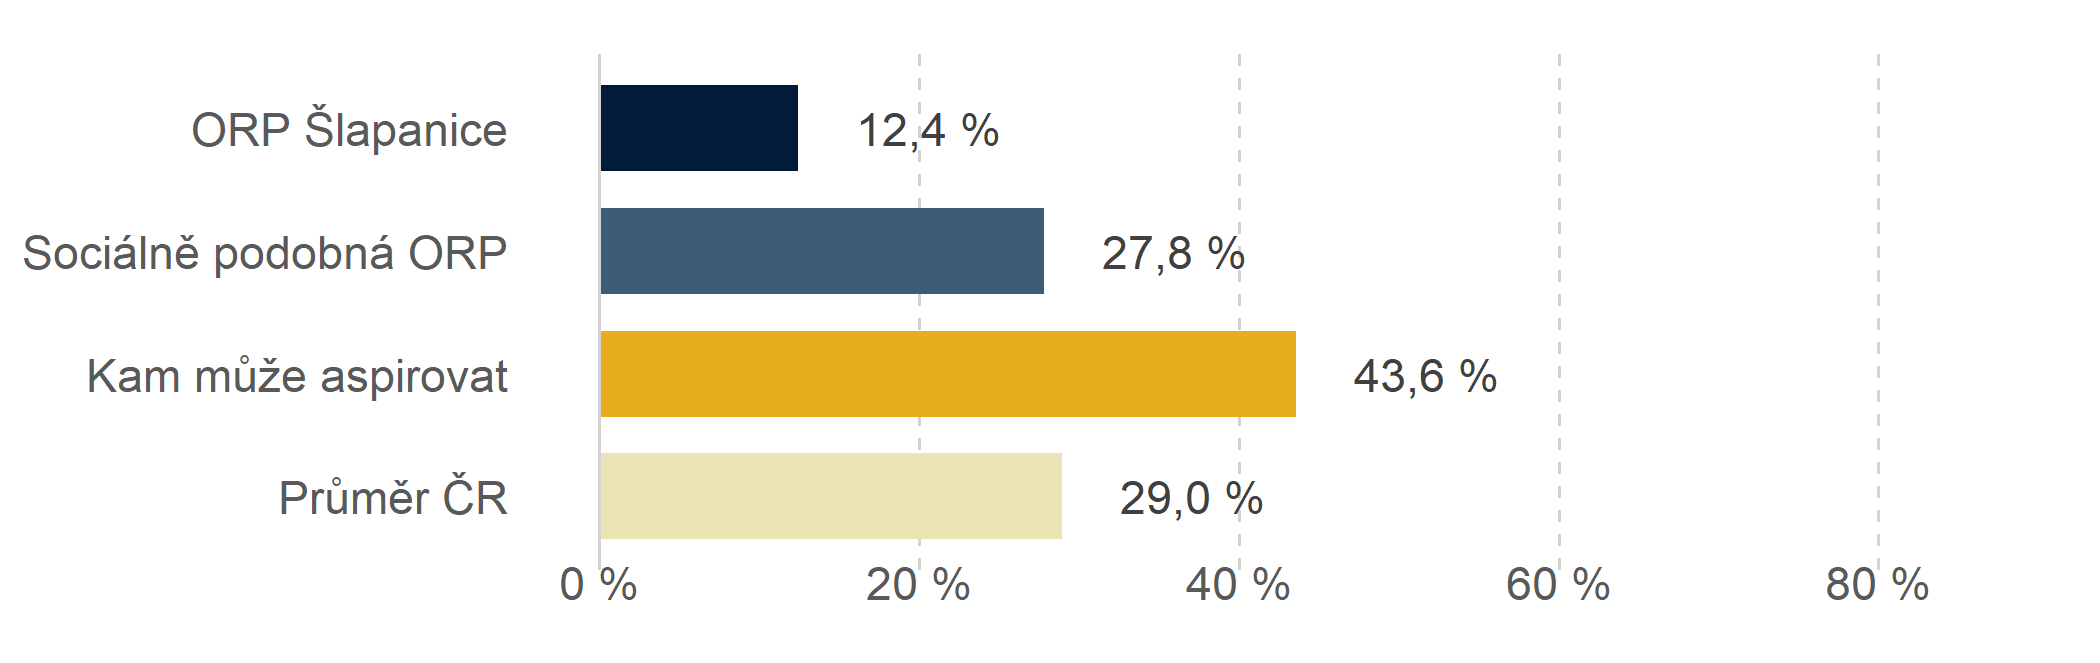 ORP Šlapanice 12,4 %
Sociálně podobná ORP 27,8 %
Kam může aspirovat 43,6 %
Průměr ČR 29,0 %
0 % 20 % 40 % 60 % 80 %